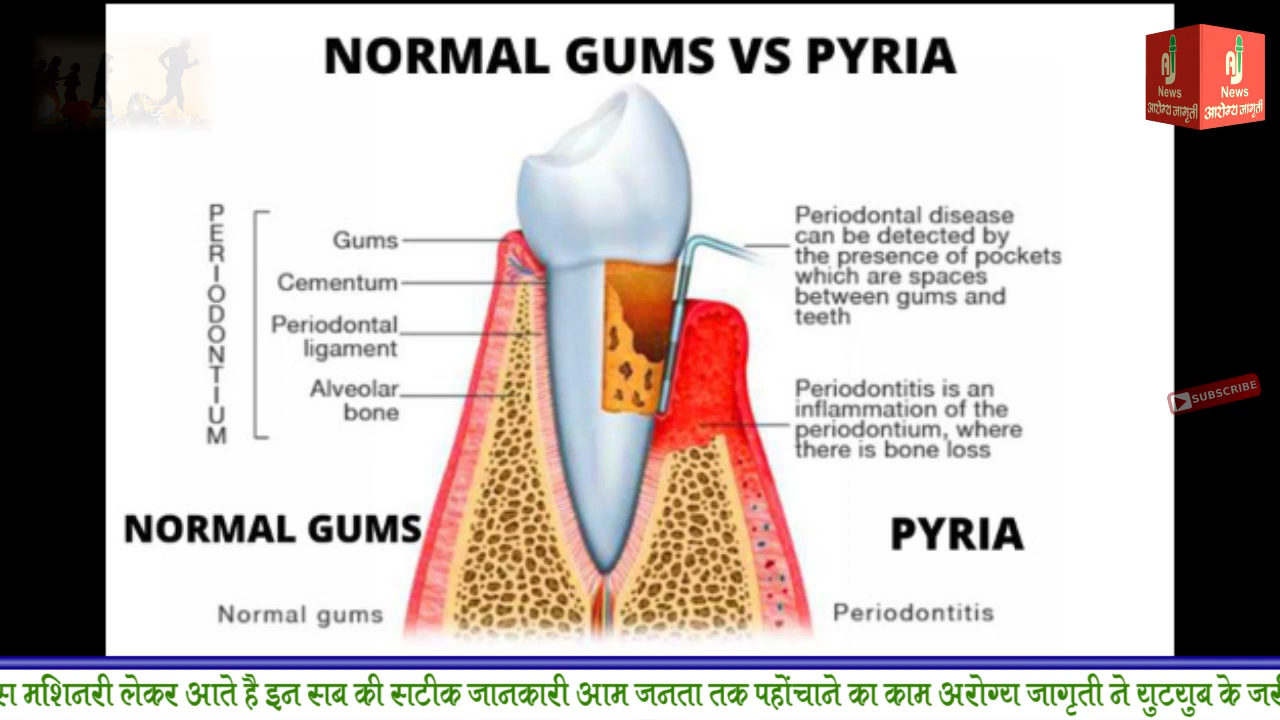 NORMAL GUMS VS PYRIA
AJ
News
आरोग्य जागृती
AJ
News
आरोग्य जागृती
PERIODONTIUM
Gums
Cementum
Periodontal
ligament
Alveolar
bone
Periodontal disease
can be detected by
the presence of pockets
which are spaces
between gums and
teeth
Periodontitis is an
inflammation of the
periodontium, where
there is bone loss
SUBSCRIBE
NORMAL GUMS
PYRIA
Normal gums
Periodontitis
मशिनरी लेकर आते है इन सब की सटीक जानकारी आम जनता तक पहोंचाने का काम अरोग्य जागृती ने युटयुब के